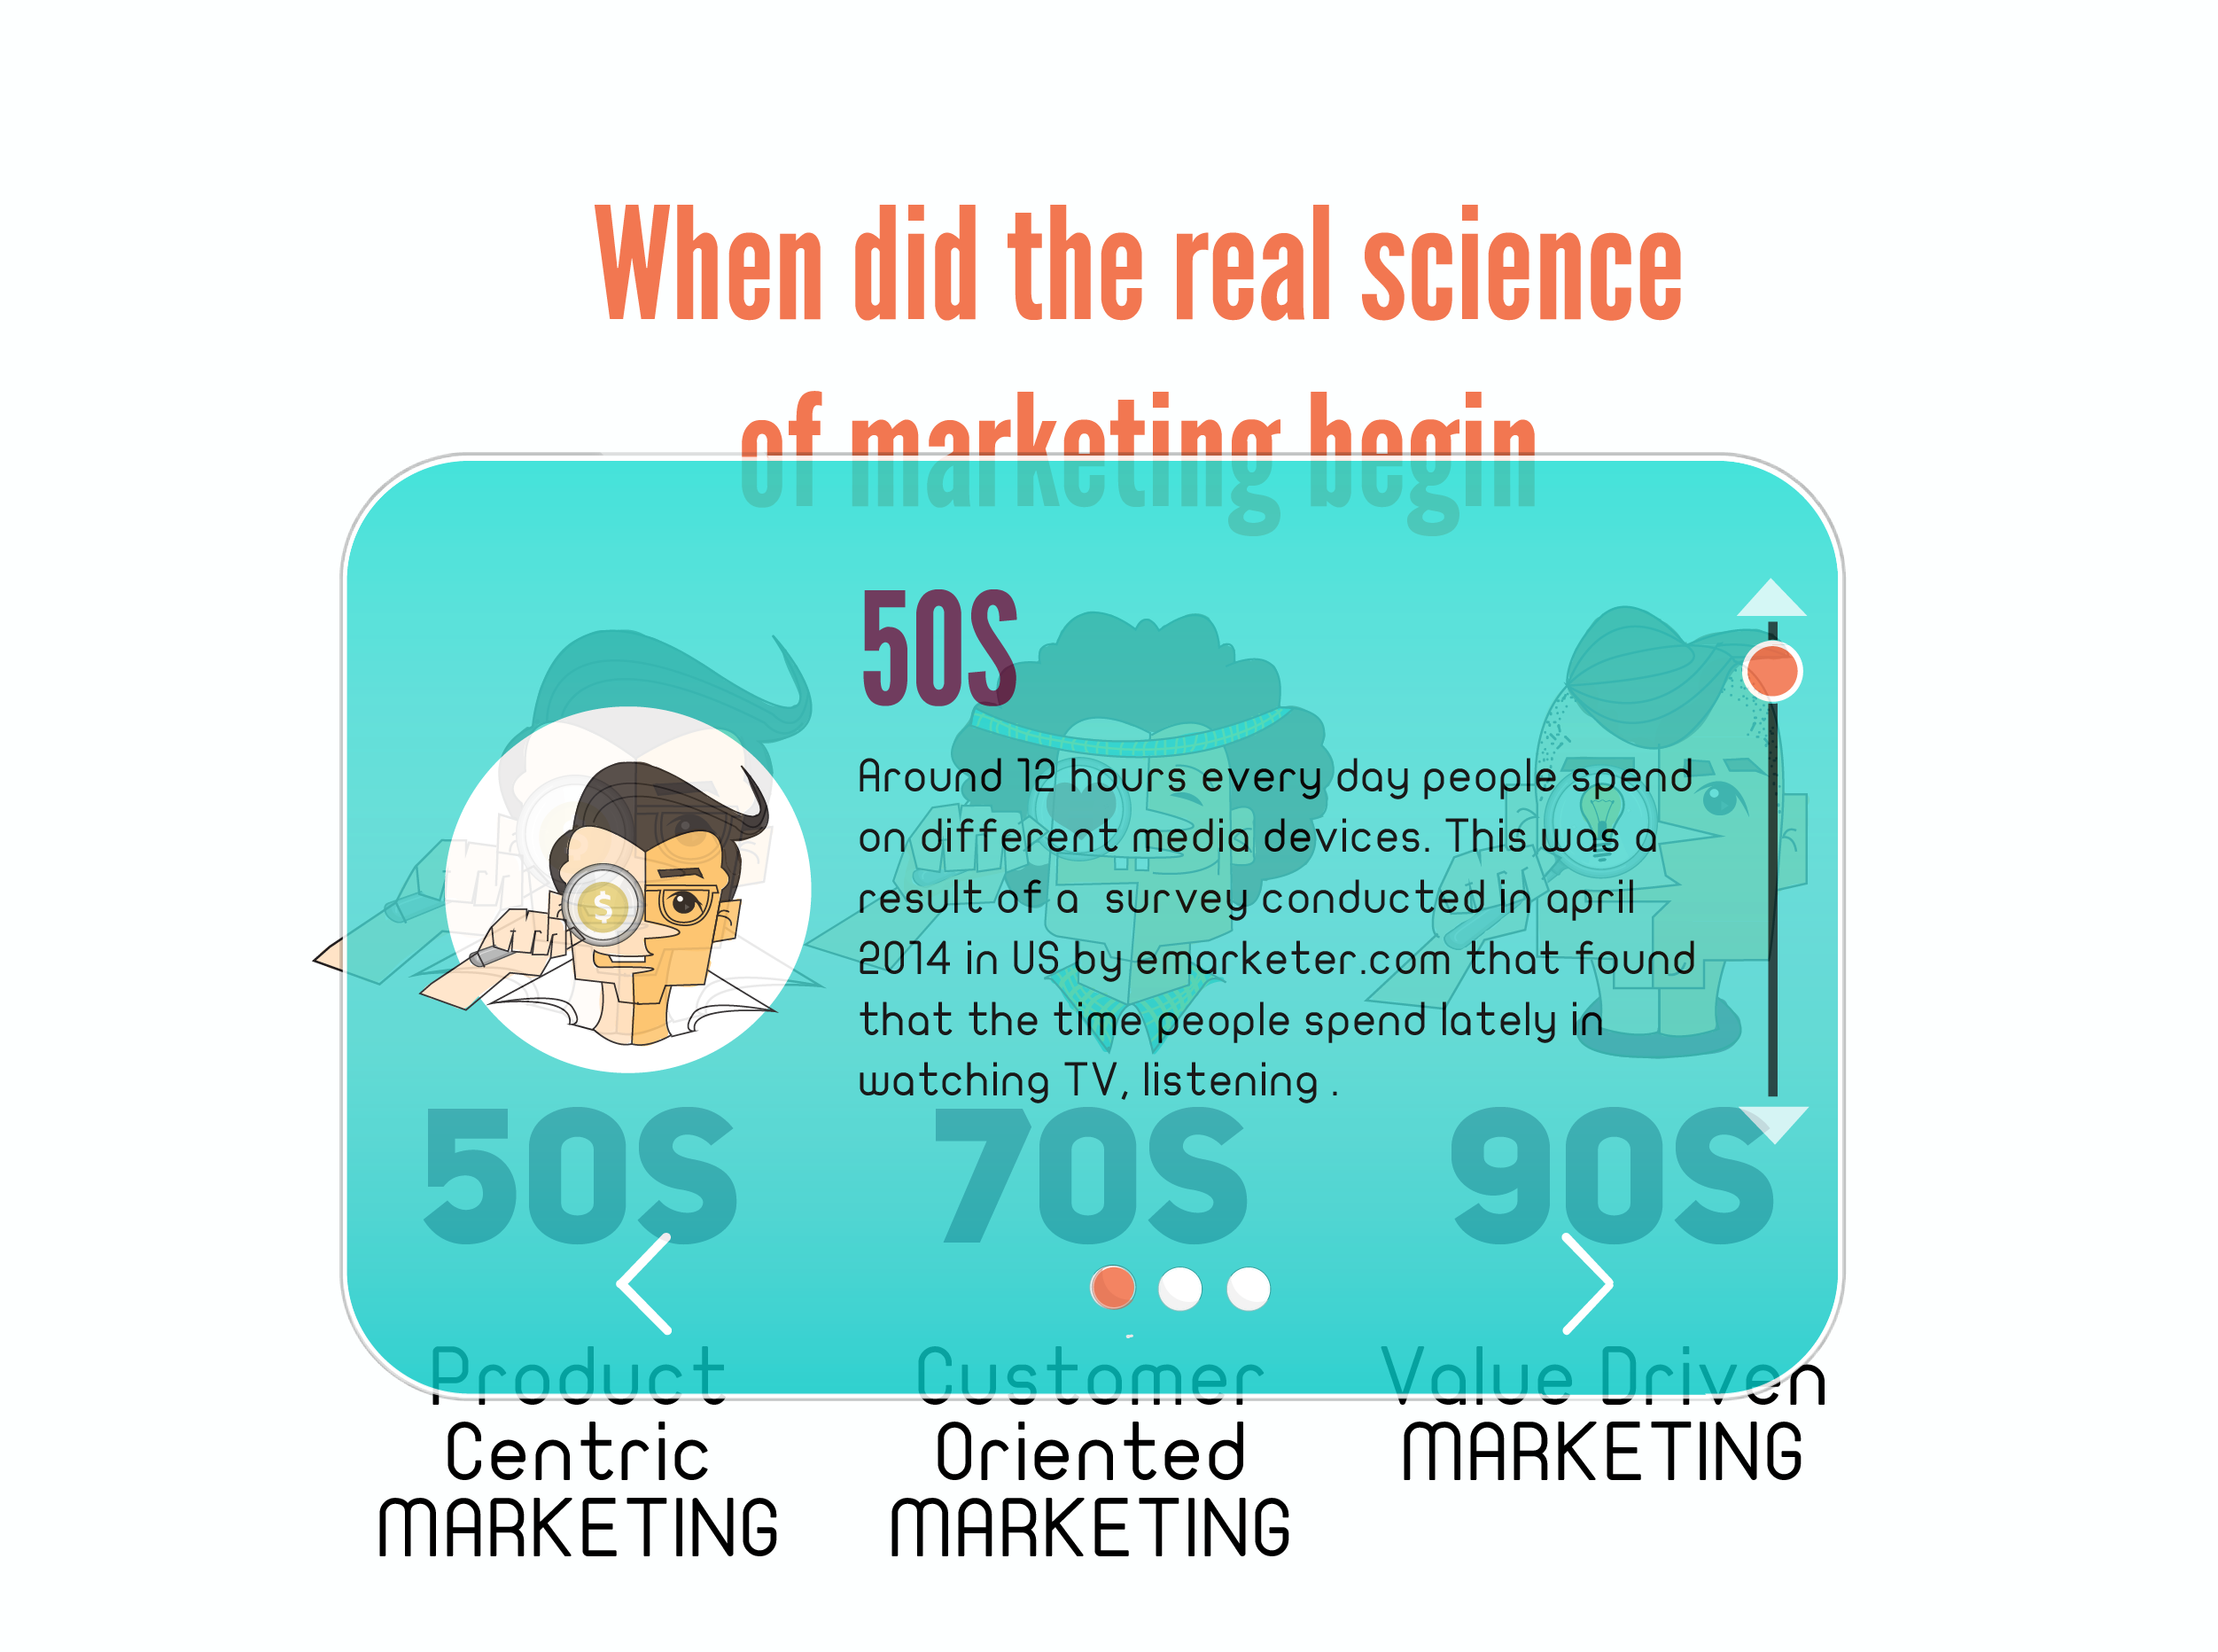 When did the real science
of marketing begin
50S
Around 12 hours every day people spend
on different media devices. This was a
result of a  survey conducted in april
2014 in US by emarketer.com that found
that the time people spend lately in
watching TV, listening .
$
50S
70S
90S
Product
Centric
MARKETING
Customer
Oriented
MARKETING
Value Driven
MARKETING